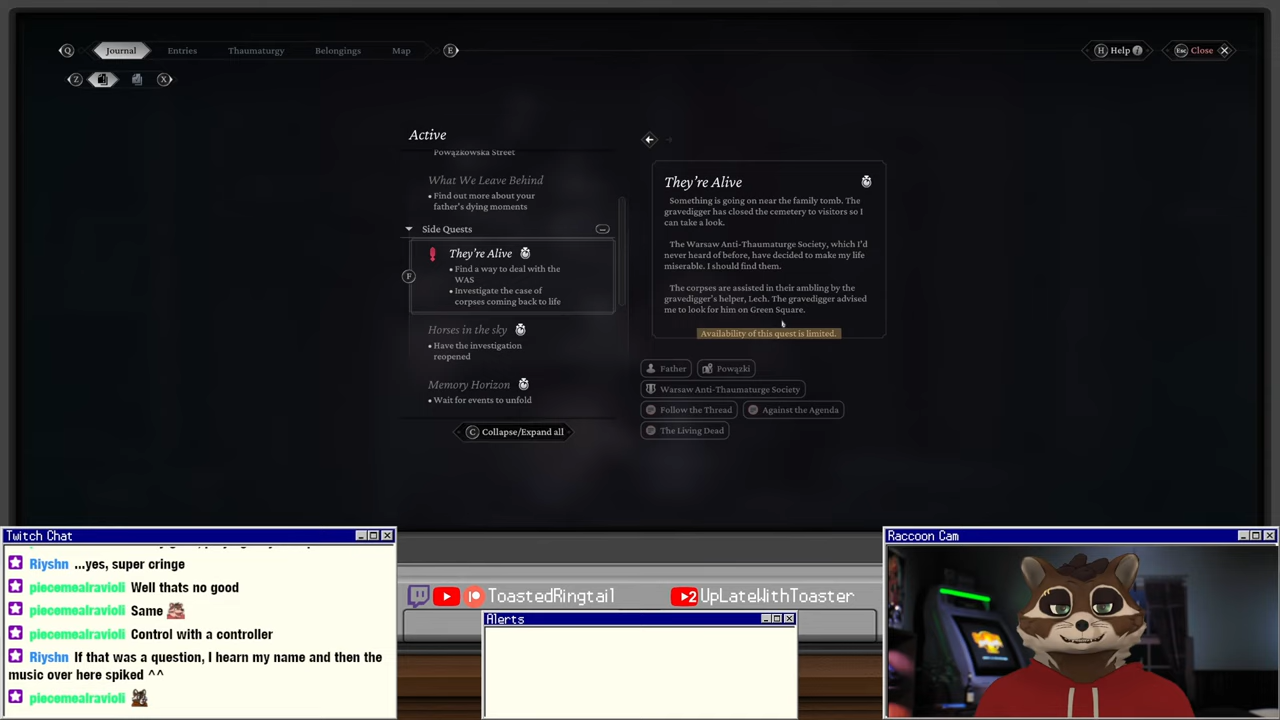 Q Journal Entries Thaumaturgy Belongings Map E
H Help i
Esc Close
Z X
Active
Powązkowska Street
What We Leave Behind
• Find out more about your
father's dying moments
Side Quests
They're Alive
• Find a way to deal with the
WAS
• Investigate the case of
corpses coming back to life
F
Horses in the sky
• Have the investigation
reopened
Memory Horizon
• Wait for events to unfold
C Collapse/Expand all
They're Alive
Something is going on near the family tomb. The
gravedigger has closed the cemetery to visitors so I
can take a look.
The Warsaw Anti-Thaumaturge Society, which I'd
never heard of before, have decided to make my life
miserable. I should find them.
The corpses are assisted in their ambling by the
gravedigger's helper, Lech. The gravedigger advised
me to look for him on Green Square.
Availability of this quest is limited.
Father Powązki
Warsaw Anti-Thaumaturge Society
Follow the Thread Against the Agenda
The Living Dead
Twitch Chat
Riyshn ...yes, super cringe
piecemealravioli Well thats no good
piecemealravioli Same
piecemealravioli Control with a controller
Riyshn If that was a question, I hearn my name and then the
music over here spiked ^^
piecemealravioli
ToastedRingtail
2 UpLateWithToaster
Alerts
Raccoon Cam